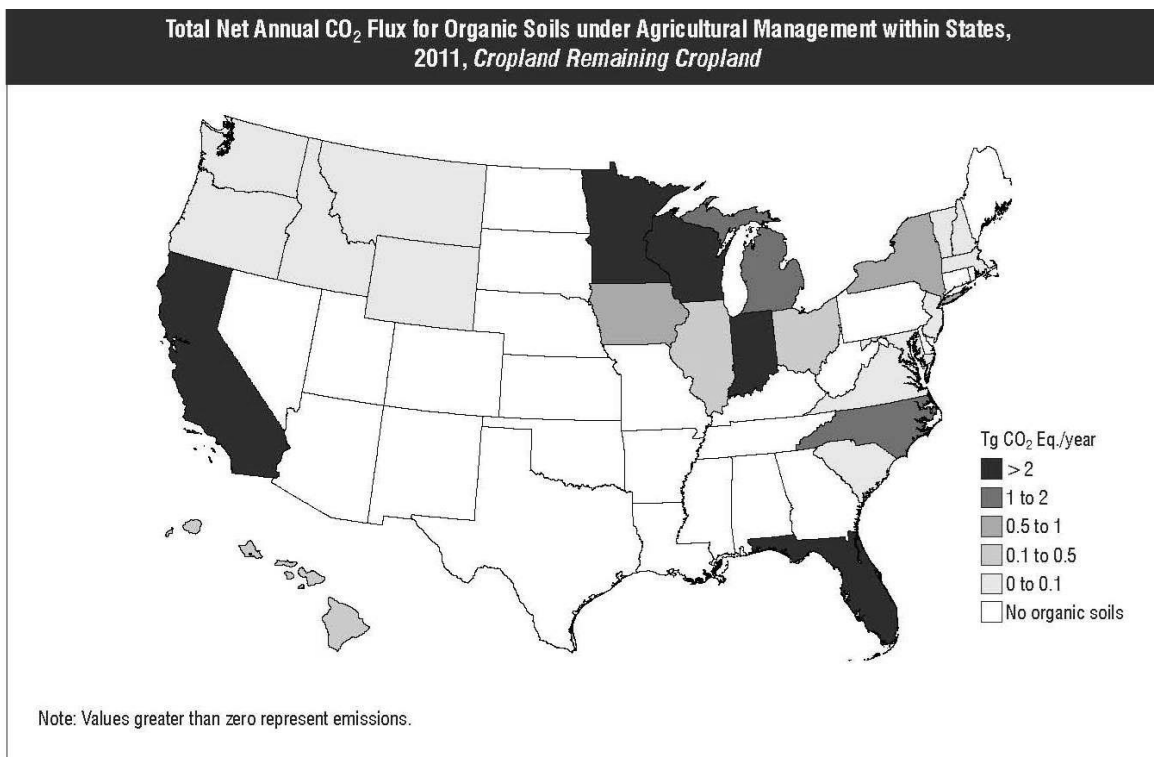 Total Net Annual CO₂ Flux for Organic Soils under Agricultural Management within States,
2011, Cropland Remaining Cropland
Tg CO₂ Eq./year
> 2
1 to 2
0.5 to 1
0.1 to 0.5
0 to 0.1
No organic soils
Note: Values greater than zero represent emissions.